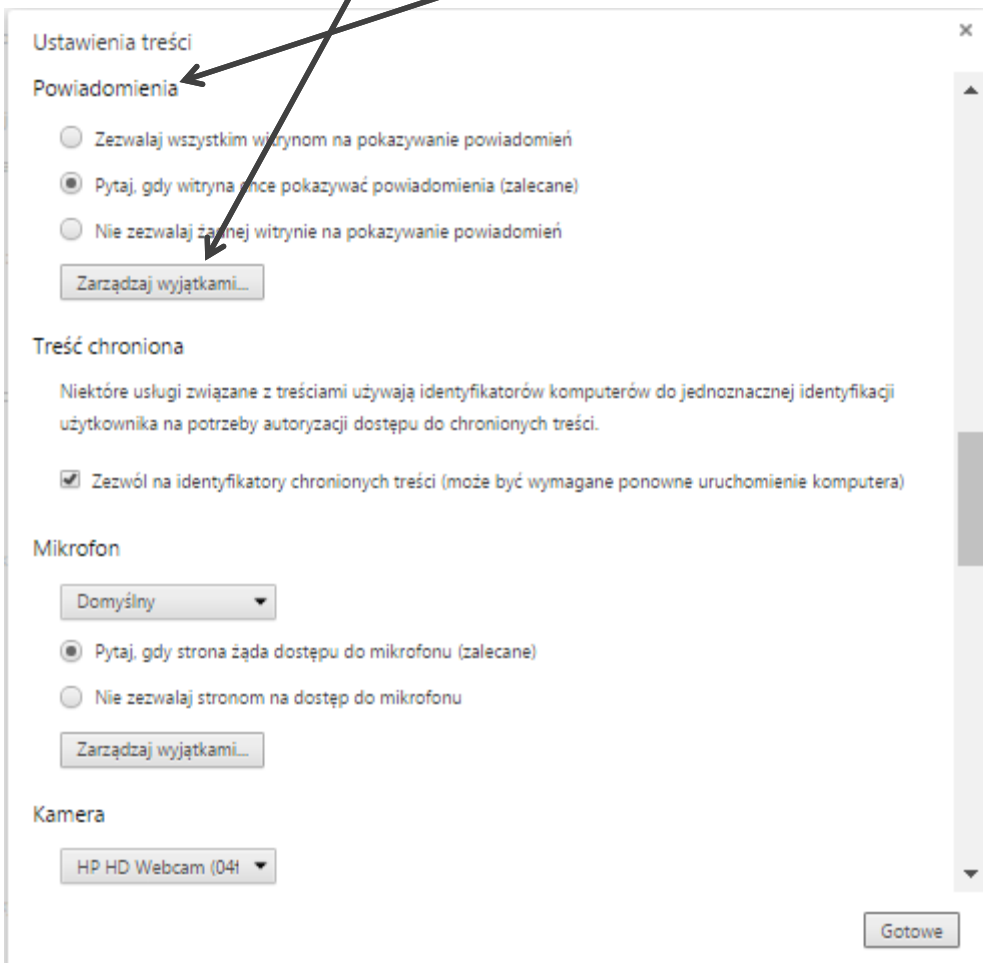 Ustawienia treści
Powiadomienia
Zezwalaj wszystkim witrynom na pokazywanie powiadomień
Pytaj, gdy witryna chce pokazywać powiadomienia (zalecane)
Nie zezwalaj żadnej witrynie na pokazywanie powiadomień
Zarządzaj wyjątkami...
Treść chroniona
Niektóre usługi związane z treściami używają identyfikatorów komputerów do jednoznacznej identyfikacji
użytkownika na potrzeby autoryzacji dostępu do chronionych treści.
Zezwól na identyfikatory chronionych treści (może być wymagane ponowne uruchomienie komputera)
Mikrofon
Domyślny
Pytaj, gdy strona żąda dostępu do mikrofonu (zalecane)
Nie zezwalaj stronom na dostęp do mikrofonu
Zarządzaj wyjątkami...
Kamera
HP HD Webcam (04f
Gotowe